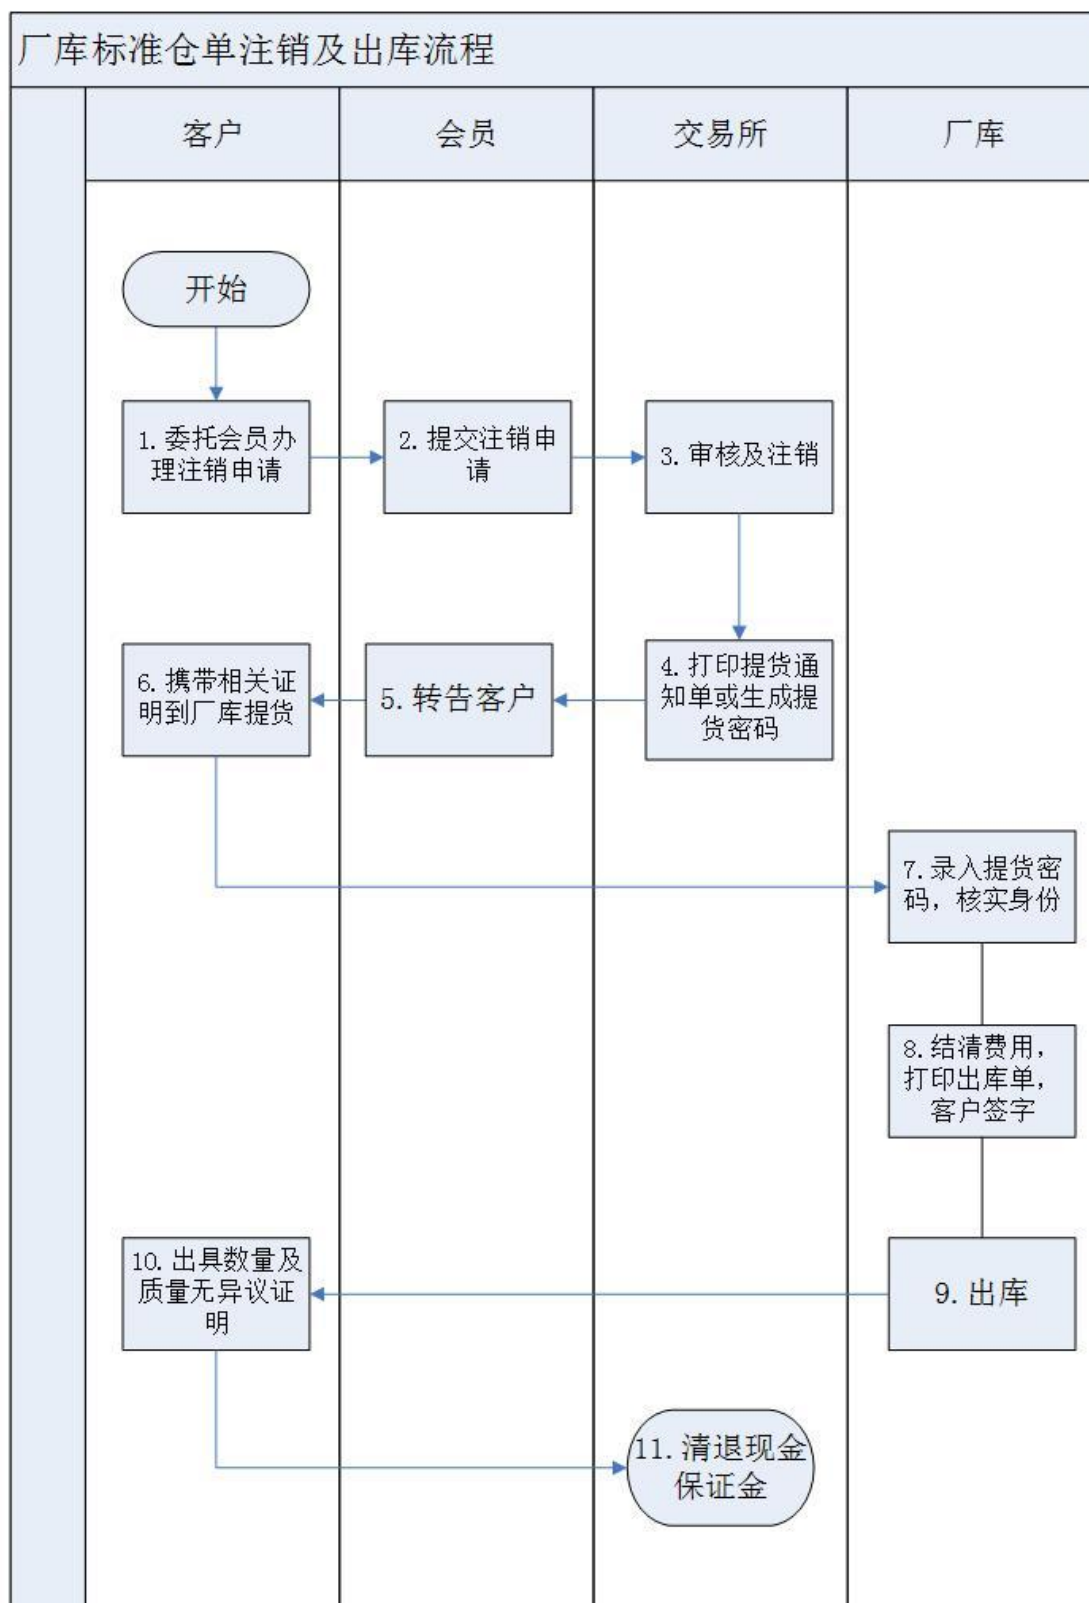 厂库标准仓单注销及出库流程
客户
会员
交易所
厂库
开始
1. 委托会员办
理注销申请
2. 提交注销申
请
3. 审核及注销
6. 携带相关证
明到厂库提货
5. 转告客户
4. 打印提货通
知单或生成提
货密码
7. 录入提货密
码，核实身份
8. 结清费用，
打印出库单，
客户签字
10. 出具数量及
质量无异议证
明
9. 出库
11. 清退现金
保证金